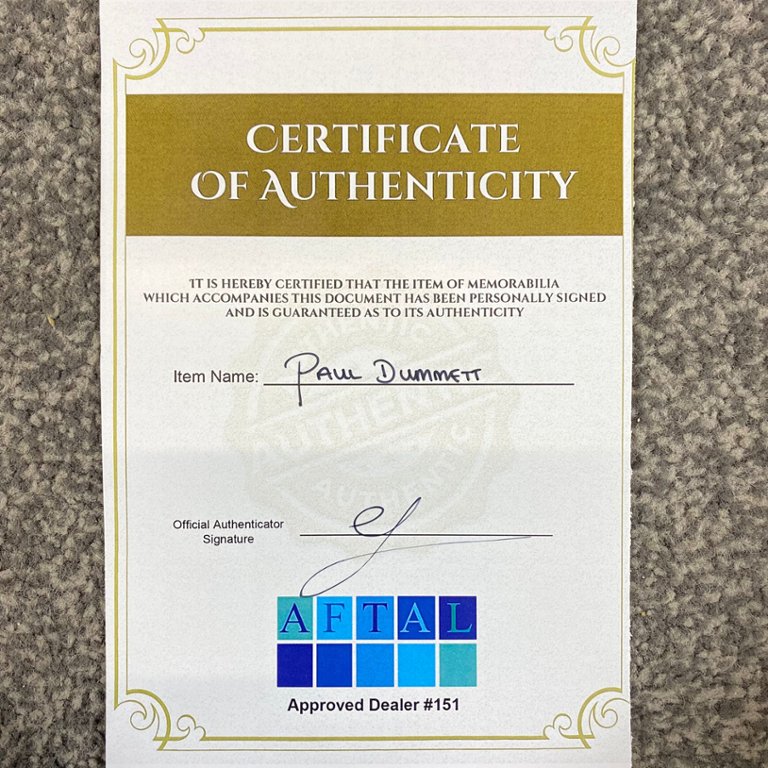 Certificate
of Authenticity
It is hereby certified that the item of memorabilia
which accompanies this document has been personally signed
and is guaranteed as to its authenticity
AUTHENTIC
AUTHENTIC
Item Name: Paul Dummett
Official Authenticator
Signature
AFTAL
Approved Dealer #151